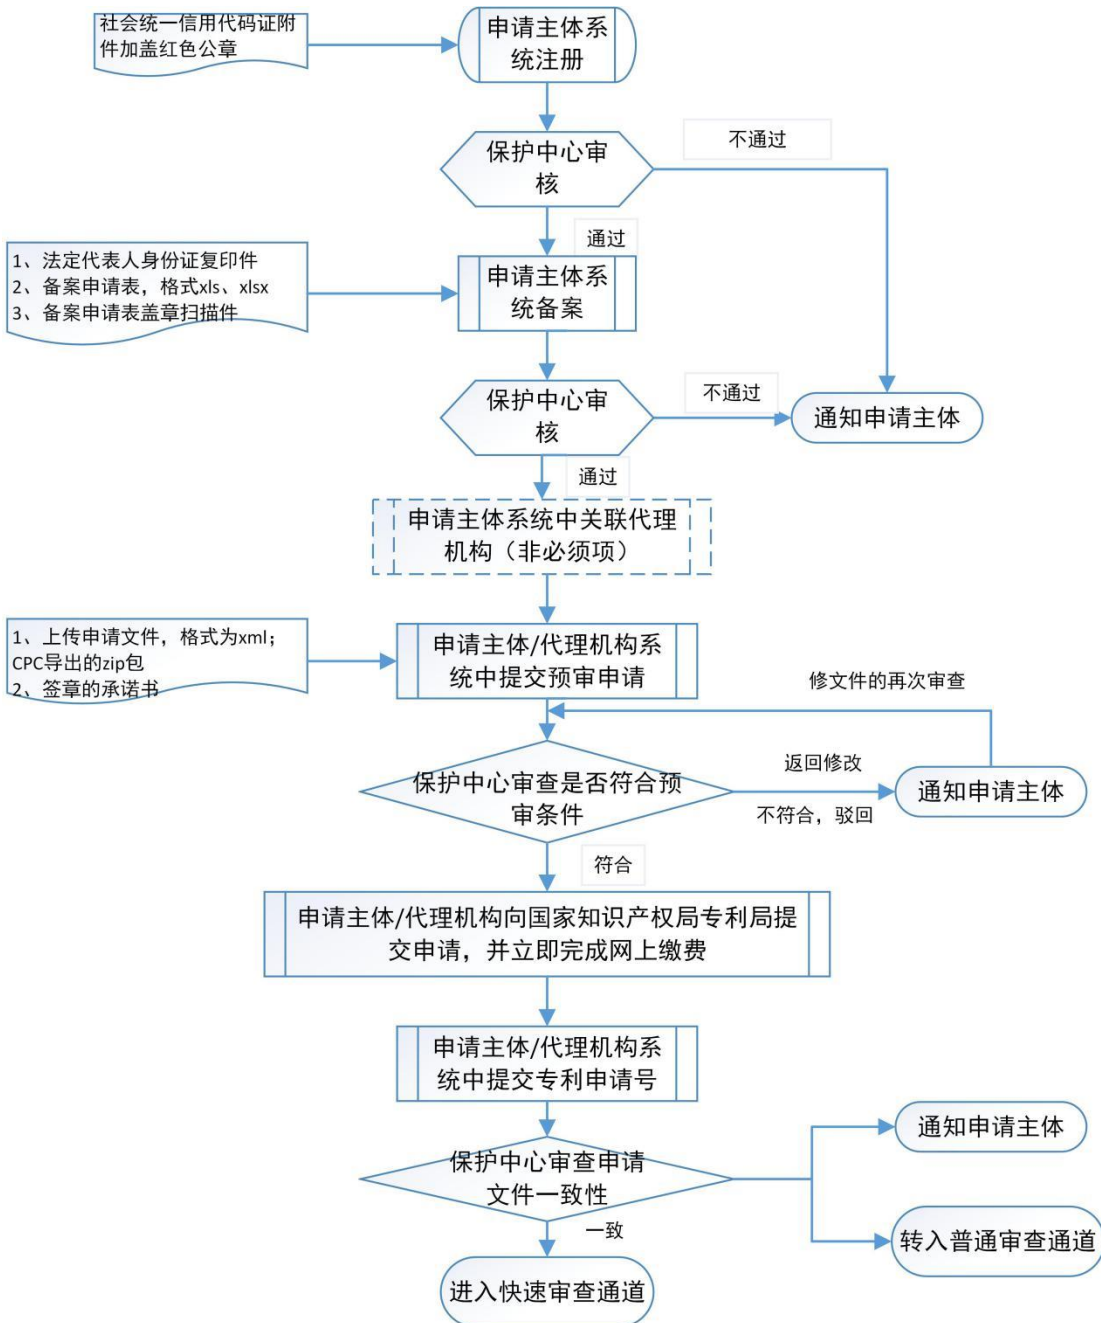 社会统一信用代码证附
件加盖红色公章
申请主体系
统注册
保护中心审
核
不通过
通过
1、法定代表人身份证复印件
2、备案申请表，格式xls、xlsx
3、备案申请表盖章扫描件
申请主体系
统备案
保护中心审
核
不通过
通知申请主体
通过
申请主体系统中关联代理
机构（非必须项）
1、上传申请文件，格式为xml；
CPC导出的zip包
2、签章的承诺书
申请主体/代理机构系
统中提交预审申请
修文件的再次审查
保护中心审查是否符合预
审条件
返回修改
不符合，驳回
通知申请主体
符合
申请主体/代理机构向国家知识产权局专利局提
交申请，并立即完成网上缴费
申请主体/代理机构系
统中提交专利申请号
保护中心审查申请
文件一致性
通知申请主体
一致
转入普通审查通道
进入快速审查通道